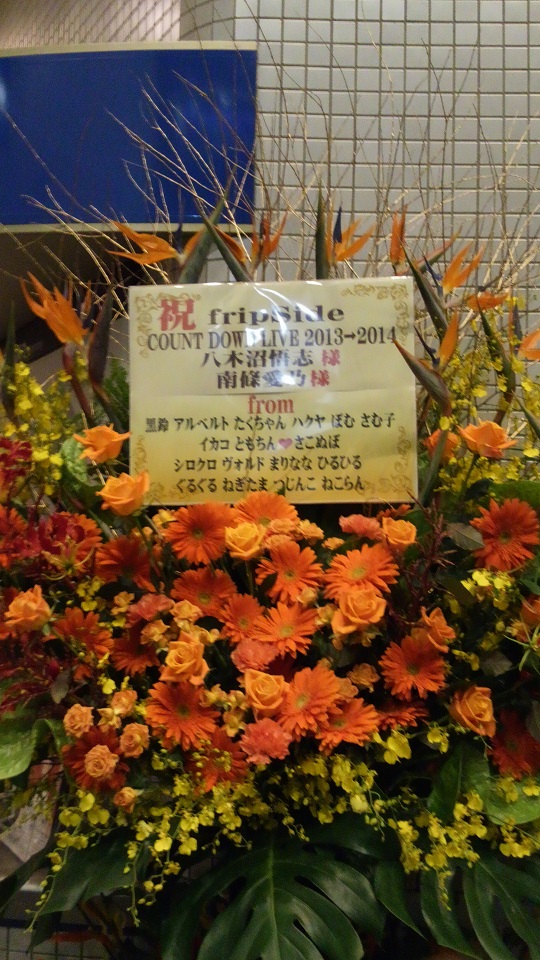 祝 fripSide
COUNT DOWN LIVE 2013→2014
八木沼悟志 様
南條愛乃 様
from
黒鈴 アルベルト たくちゃん ハクヤ ぽむ さむ子
イカコ ともちん♥さこぬぽ
シロクロ ヴォルド まりなな ひるひる
ぐるぐる ねぎたま つじんこ ねこらん